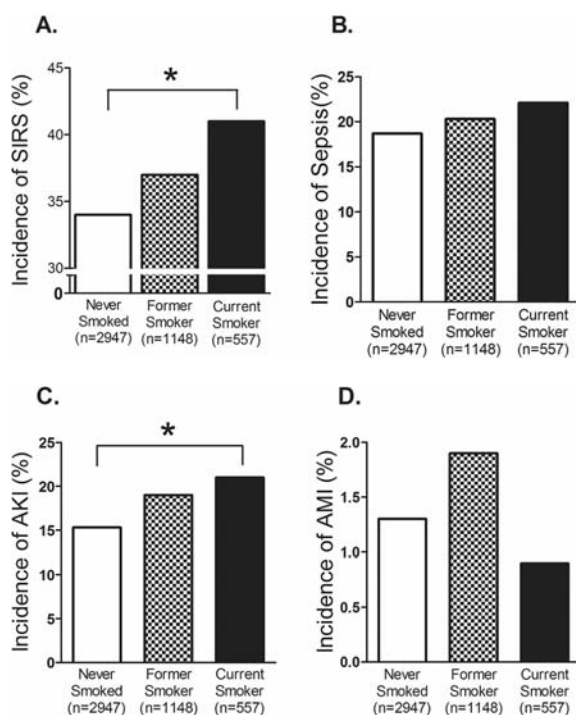 A.
Incidence of SIRS (%)
45
40
35
30
0
*
Never Smoked (n=2947)
Former Smoker (n=1148)
Current Smoker (n=557)
B.
Incidence of Sepsis(%)
25
20
15
10
5
0
Never Smoked (n=2947)
Former Smoker (n=1148)
Current Smoker (n=557)
C.
Incidence of AKI (%)
25
20
15
10
5
0
*
Never Smoked (n=2947)
Former Smoker (n=1148)
Current Smoker (n=557)
D.
Incidence of AMI (%)
2.0
1.5
1.0
0.5
0.0
Never Smoked (n=2947)
Former Smoker (n=1148)
Current Smoker (n=557)